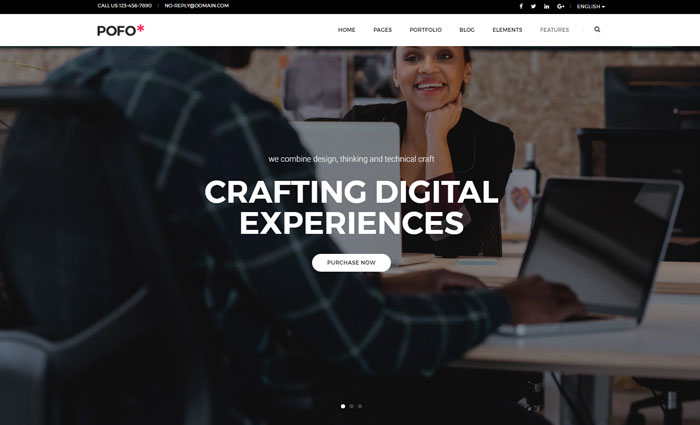 CALL US 123-456-7890 NO-REPLY@DOMAIN.COM
G+ ENGLISH
POFO*
HOME PAGES PORTFOLIO BLOG ELEMENTS FEATURES
we combine design, thinking and technical craft
CRAFTING DIGITAL
EXPERIENCES
PURCHASE NOW